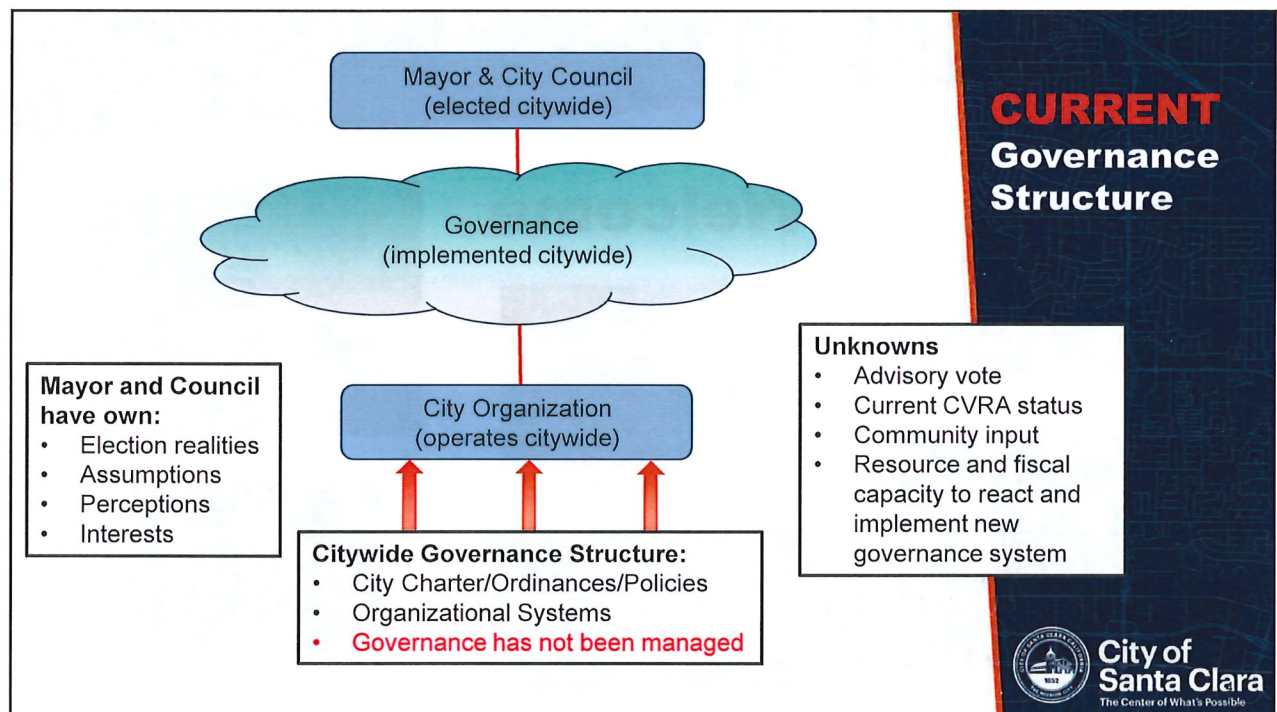 Mayor & City Council
(elected citywide)
CURRENT
Governance
Structure
Governance
(implemented citywide)
Mayor and Council
have own:
• Election realities
• Assumptions
• Perceptions
• Interests
City Organization
(operates citywide)
Unknowns
• Advisory vote
• Current CVRA status
• Community input
• Resource and fiscal
capacity to react and
implement new
governance system
Citywide Governance Structure:
• City Charter/Ordinances/Policies
• Organizational Systems
• Governance has not been managed
1852
City of
Santa Clara
The Center of What's Possible